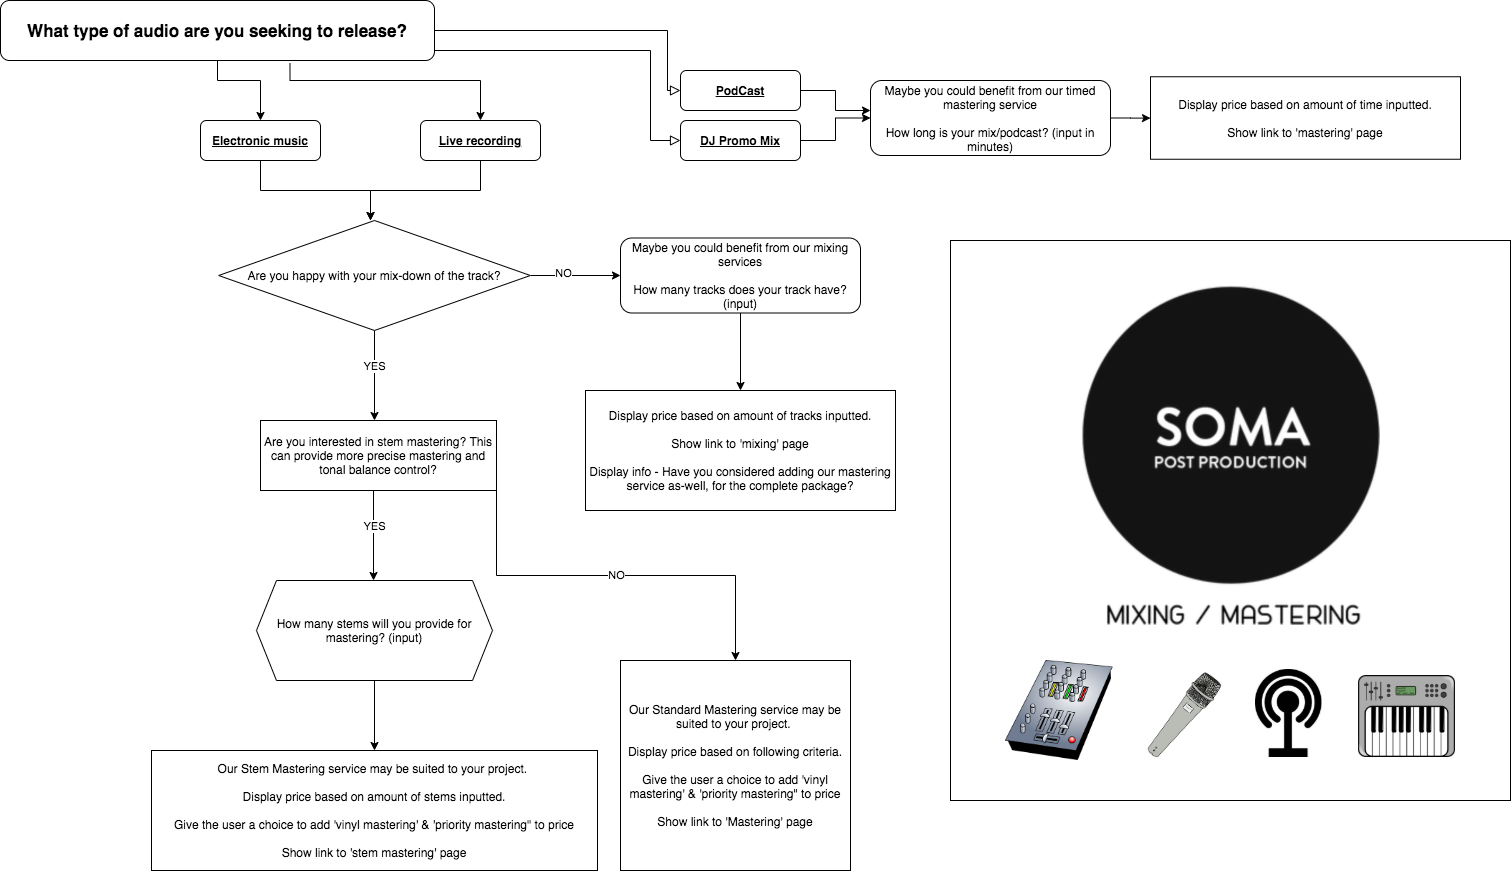 What type of audio are you seeking to release?
PodCast
DJ Promo Mix
Maybe you could benefit from our timed
mastering service
How long is your mix/podcast? (input in
minutes)
Display price based on amount of time inputted.
Show link to 'mastering' page
Electronic music
Live recording
Are you happy with your mix-down of the track?
NO
Maybe you could benefit from our mixing
services
How many tracks does your track have?
(input)
YES
Display price based on amount of tracks inputted.
Show link to 'mixing' page
Display info - Have you considered adding our mastering
service as-well, for the complete package?
Are you interested in stem mastering? This
can provide more precise mastering and
tonal balance control?
YES
NO
How many stems will you provide for
mastering? (input)
Our Stem Mastering service may be suited to your project.
Display price based on amount of stems inputted.
Give the user a choice to add 'vinyl mastering' & 'priority mastering" to price
Show link to 'stem mastering' page
Our Standard Mastering service may be
suited to your project.
Display price based on following criteria.
Give the user a choice to add 'vinyl
mastering' & 'priority mastering" to price
Show link to 'Mastering' page
SOMA
POST PRODUCTION
MIXING / MASTERING